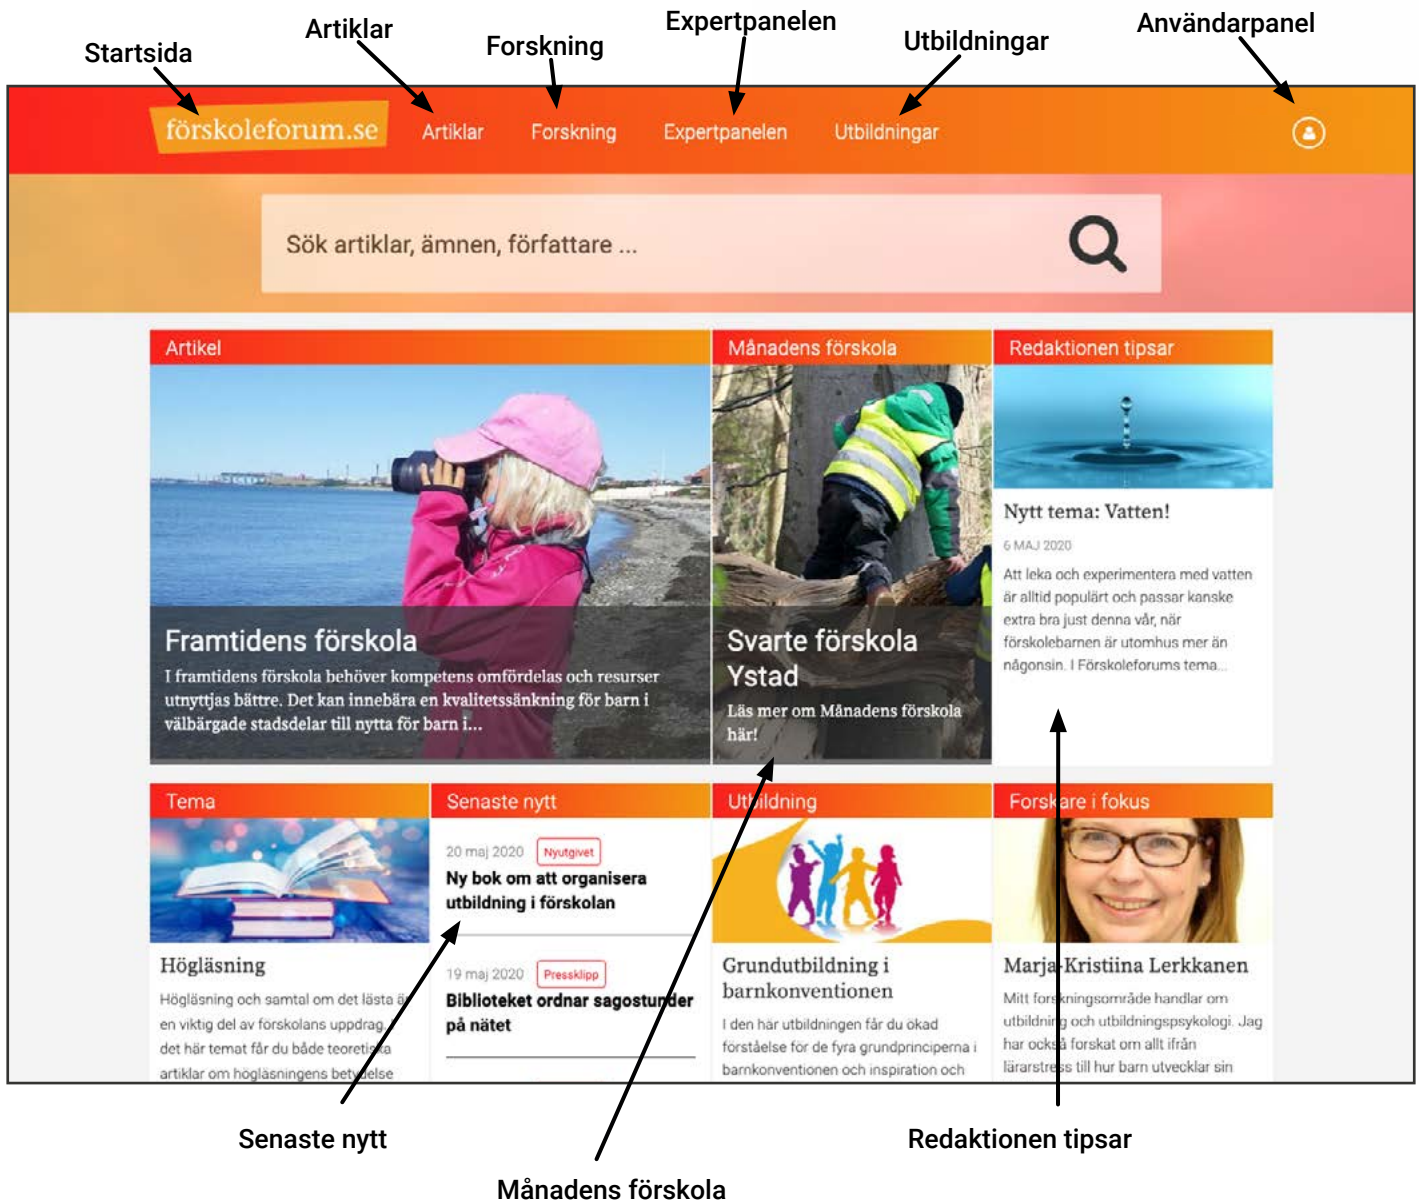 Startsida
Artiklar
Forskning
Expertpanelen
Utbildningar
Användarpanel
förskoleforum.se
Artiklar
Forskning
Expertpanelen
Utbildningar
Sök artiklar, ämnen, författare ...
Artikel
Framtidens förskola
I framtidens förskola behöver kompetens omfördelas och resurser
utnyttjas bättre. Det kan innebära en kvalitetssänkning för barn i
välbärgade stadsdelar till nytta för barn i...
Månadens förskola
Svarte förskola
Ystad
Läs mer om Månadens förskola
här!
Redaktionen tipsar
Nytt tema: Vatten!
6 MAJ 2020
Att leka och experimentera med vatten
är alltid populärt och passar kanske
extra bra just denna vår, när
förskolebarnen är utomhus mer än
någonsin. I Förskoleforums tema...
Tema
Högläsning
Högläsning och samtal om det lästa är
en viktig del av förskolans uppdrag.
det här temat får du både teoretiska
artiklar om högläsningens betydelse
Senaste nytt
20 maj 2020 Nyutgivet
Ny bok om att organisera
utbildning i förskolan
19 maj 2020 Pressklipp
Biblioteket ordnar sagostunder
på nätet
Utbildning
Grundutbildning i
barnkonventionen
I den här utbildningen får du ökad
förståelse för de fyra grundprinciperna i
barnkonventionen och inspiration och
Forskare i fokus
Marja-Kristiina Lerkkanen
Mitt forskningsområde handlar om
utbildning och utbildningspsykologi. Jag
har också forskat om allt ifrån
lärarstress till hur barn utvecklar sin
Senaste nytt
Månadens förskola
Redaktionen tipsar